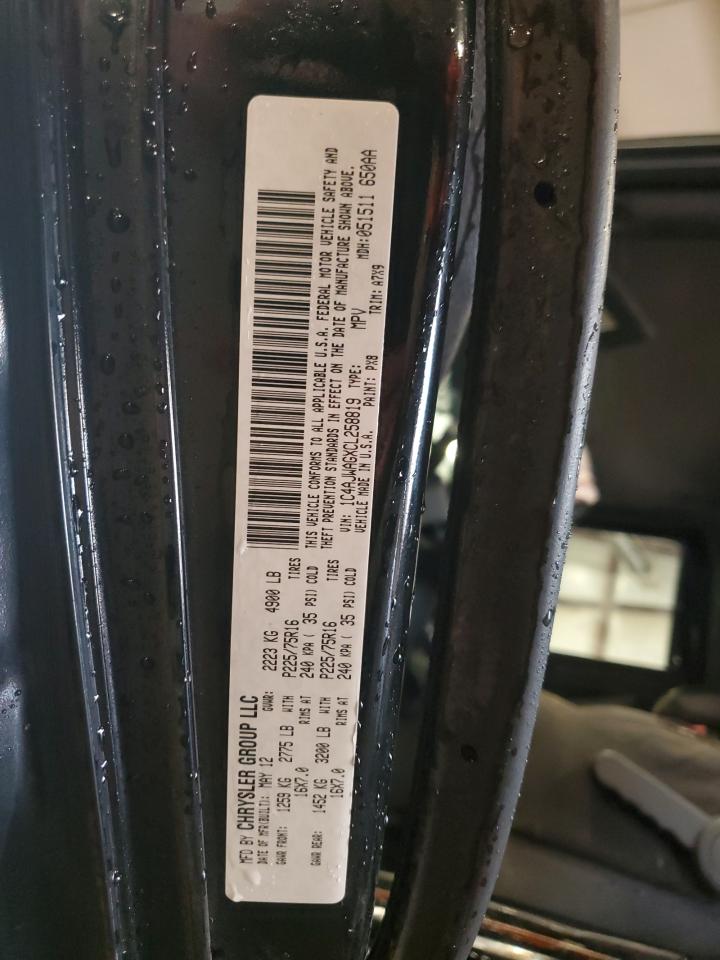 MFD BY CHRYSLER GROUP LLC
DATE OF MFR(BUILT): MAY 12 GVWR: 2223 KG 4900 LB
GAWR FRONT: 1259 KG 2775 LB WITH P225/75R16 TIRES
16X7.0 RIMS AT 240 KPA ( 35 PSI) COLD
GAWR REAR: 1452 KG 3200 LB WITH P225/75R16 TIRES
16X7.0 RIMS AT 240 KPA ( 35 PSI) COLD
THIS VEHICLE CONFORMS TO ALL APPLICABLE U.S.A. FEDERAL MOTOR VEHICLE SAFETY AND
THEFT PREVENTION STANDARDS IN EFFECT ON THE DATE OF MANUFACTURE SHOWN ABOVE.
VIN: 1C4AJWAGXCL258819 TYPE: MPV MDH:051511 650AA
VEHICLE MADE IN U.S.A. PAINT: PX8 TRIM: A7X9